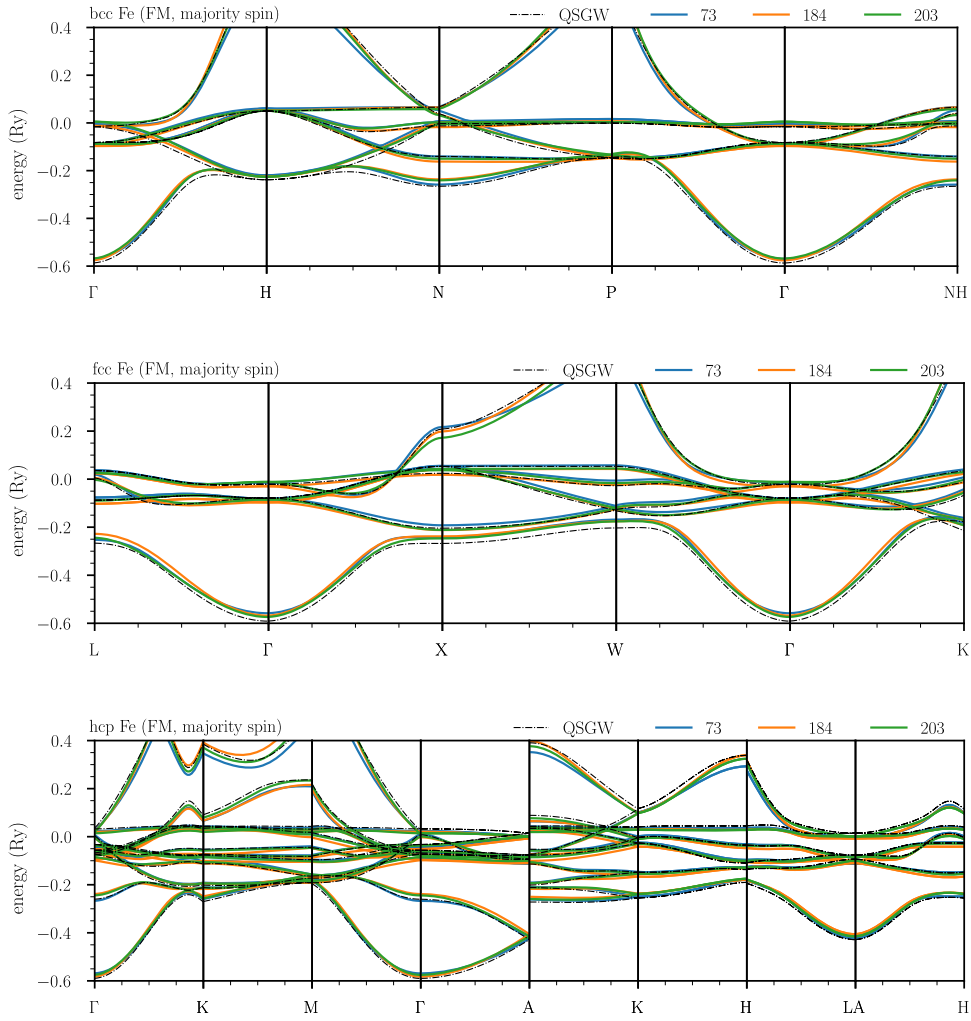 bcc Fe (FM, majority spin) QSGW 73 184 203
0.4
0.2
0.0
−0.2
−0.4
−0.6
energy (Ry)
Γ H N P Γ NH
fcc Fe (FM, majority spin) QSGW 73 184 203
0.4
0.2
0.0
−0.2
−0.4
−0.6
energy (Ry)
L Γ X W Γ K
hcp Fe (FM, majority spin) QSGW 73 184 203
0.4
0.2
0.0
−0.2
−0.4
−0.6
energy (Ry)
Γ K M Γ A K H LA H